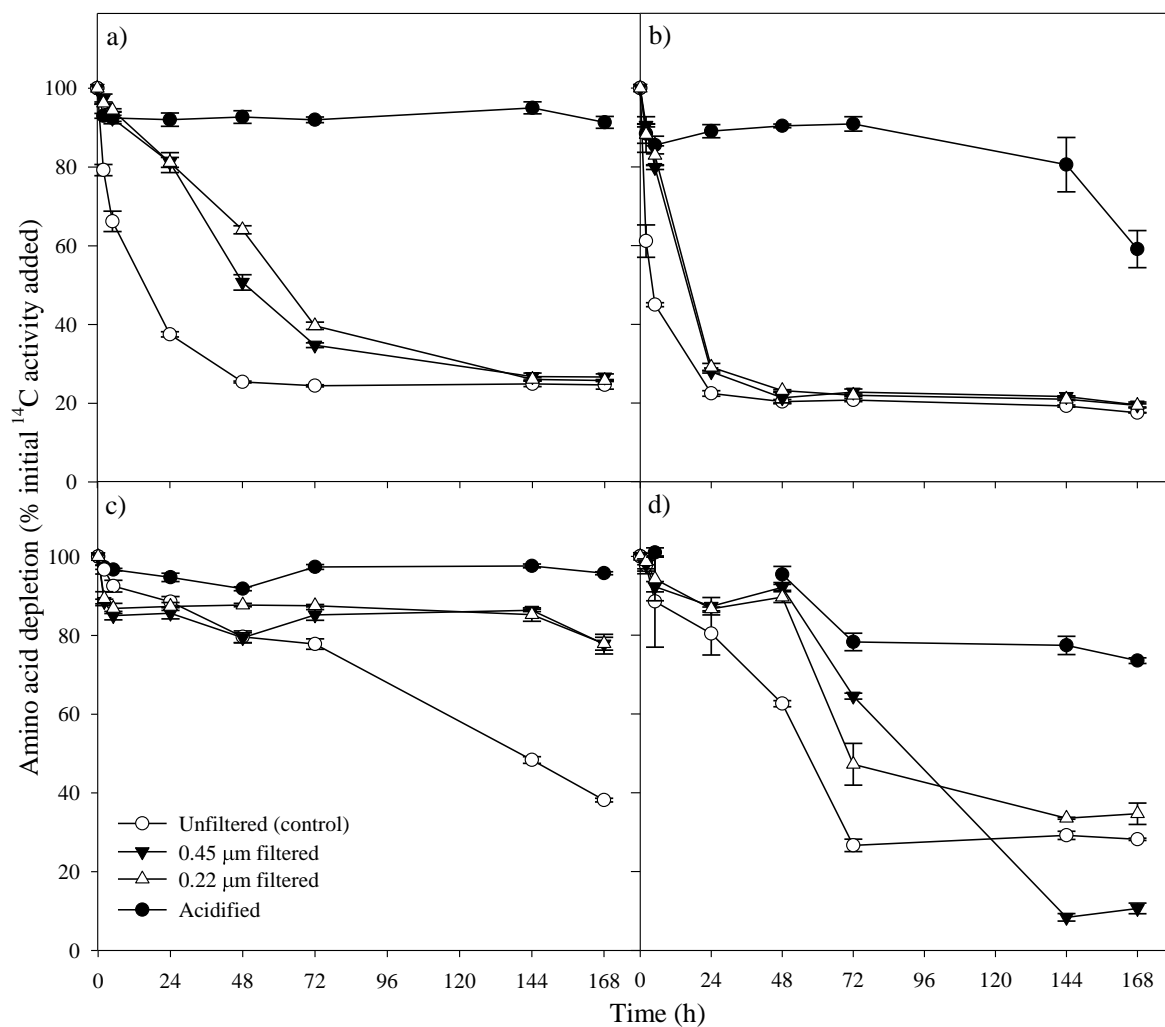 a)
b)
100
80
60
40
20
0
c)
d)
100
80
60
40
20
0
Amino acid depletion (% initial ¹⁴C activity added)
Unfiltered (control)
0.45 μm filtered
0.22 μm filtered
Acidified
0 24 48 72 96 120 144 168 0 24 48 72 96 120 144 168
Time (h)